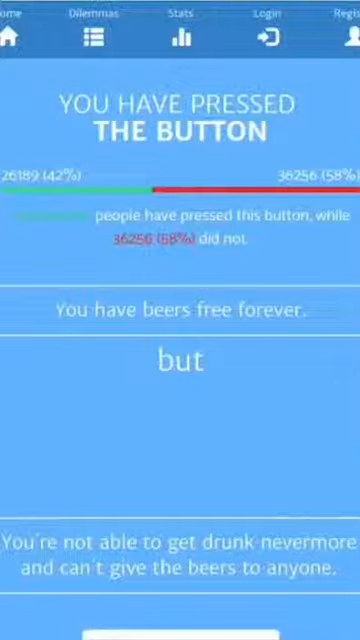 ome Dilemmas Stats Login Regi
YOU HAVE PRESSED
THE BUTTON
26189 (42%) 36256 (58%)
people have pressed this button, while
36256 (58%) did not.
You have beers free forever.
but
You're not able to get drunk nevermore
and can't give the beers to anyone.